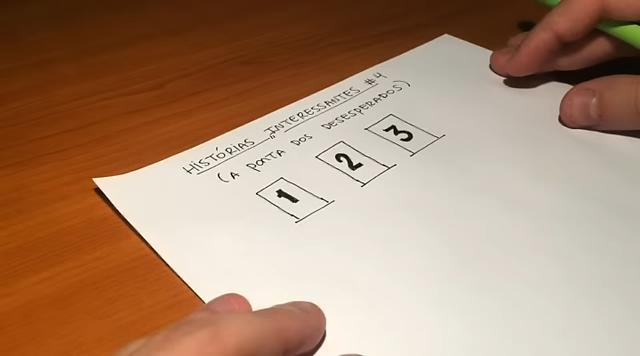 HISTÓRIAS INTERESSANTES #4
(A PORTA DOS DESESPERADOS)
1 2 3